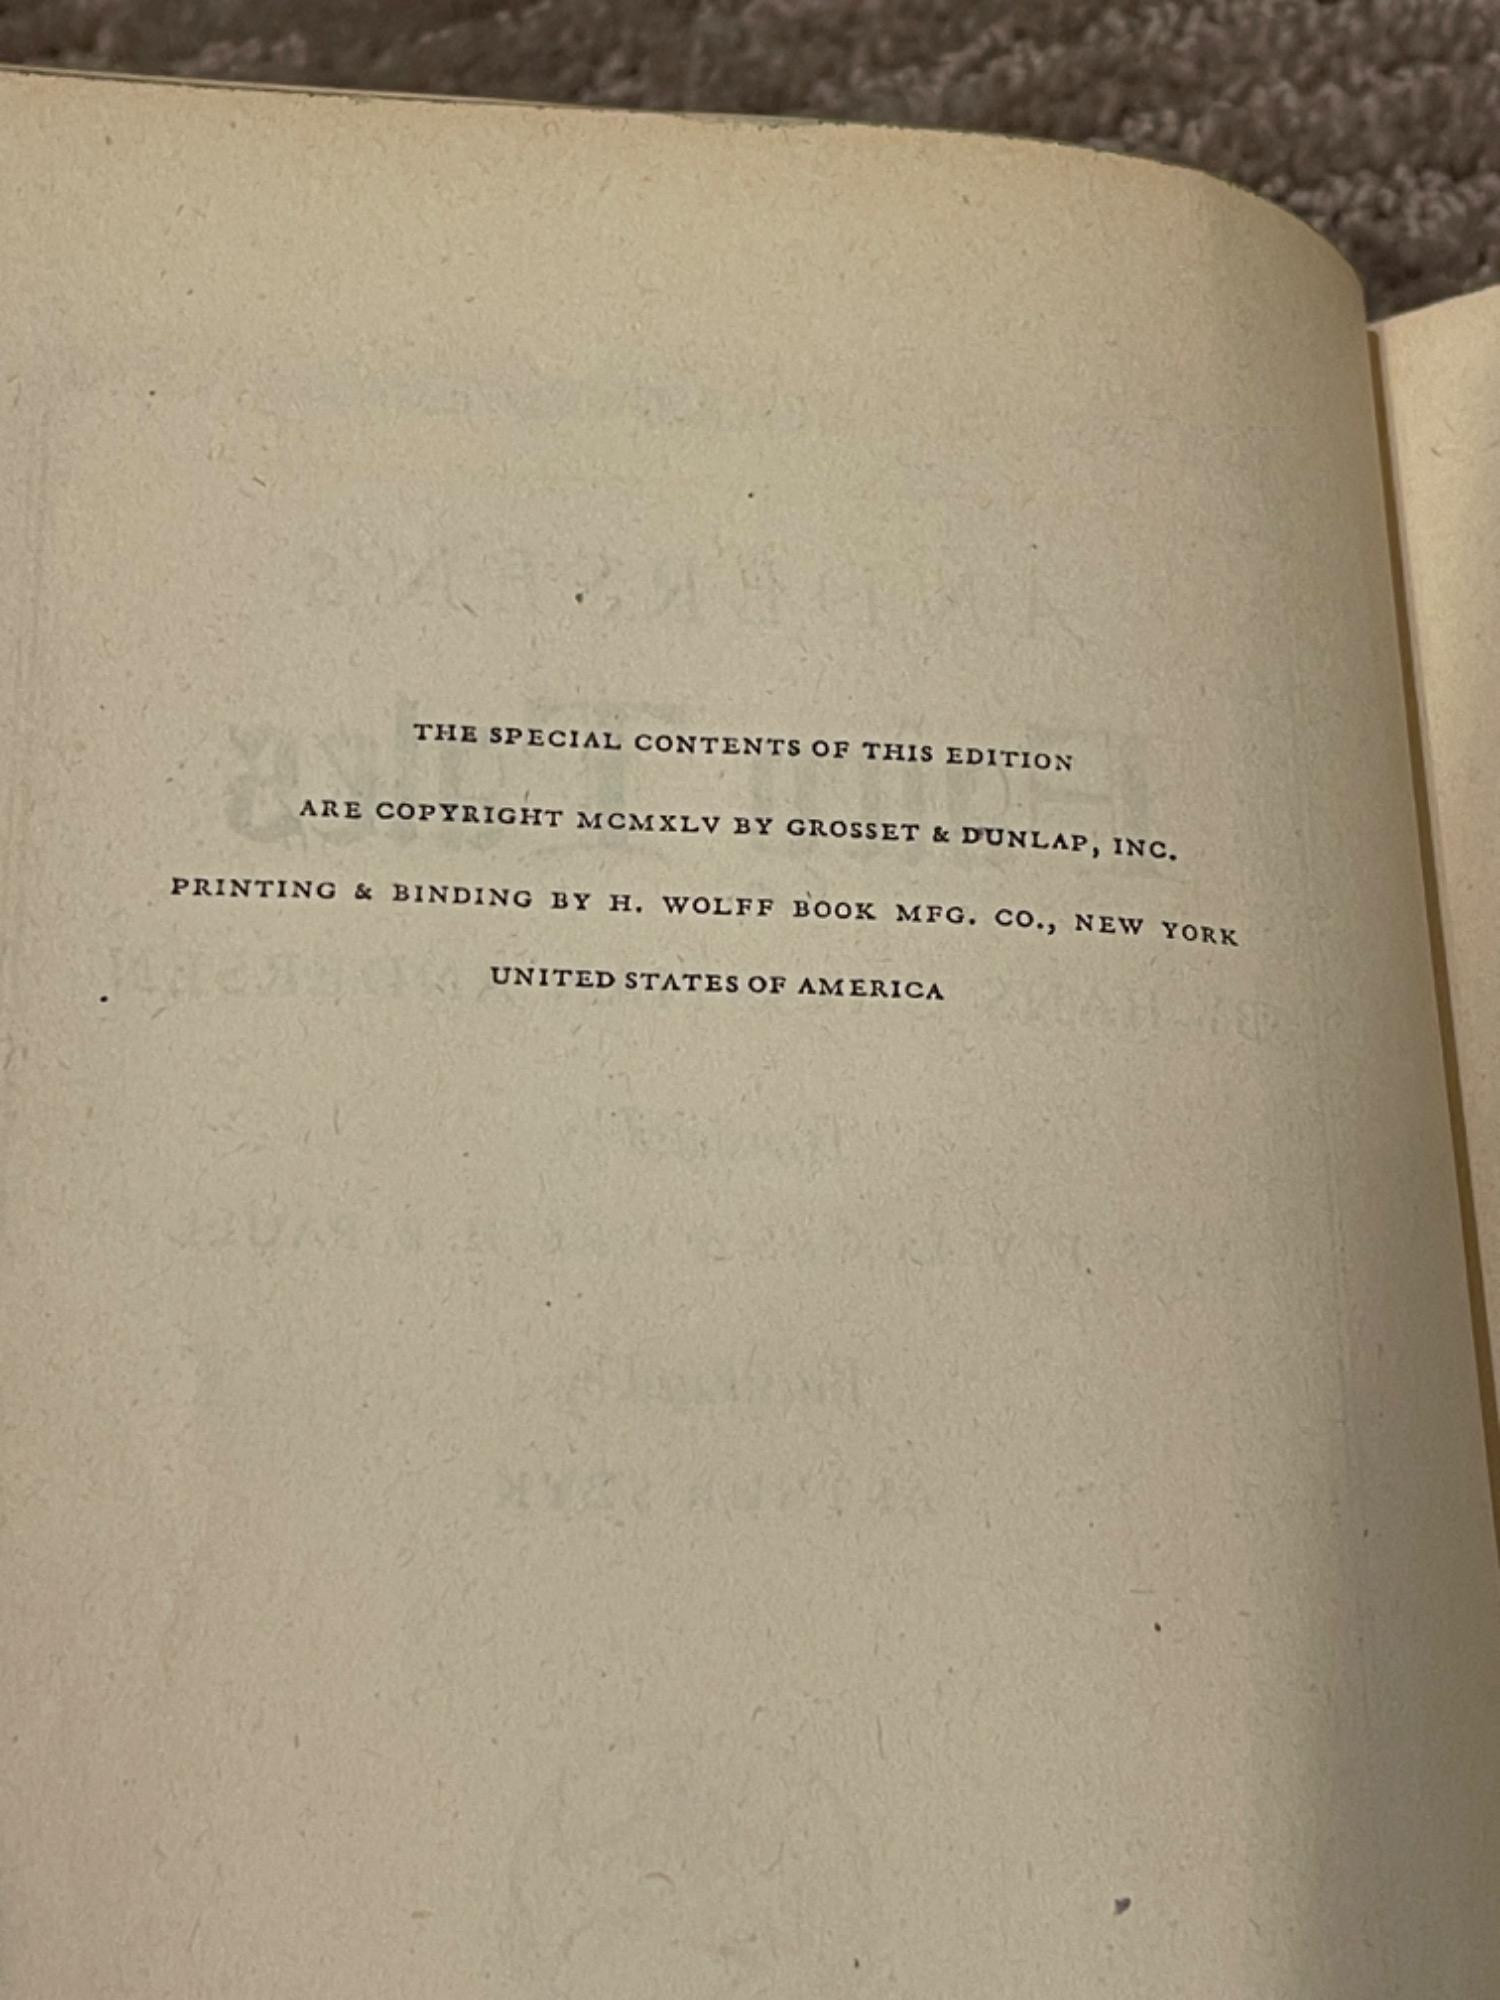 THE SPECIAL CONTENTS OF THIS EDITION
ARE COPYRIGHT MCMXLV BY GROSSET & DUNLAP, INC.
PRINTING & BINDING BY H. WOLFF BOOK MFG. CO., NEW YORK
UNITED STATES OF AMERICA